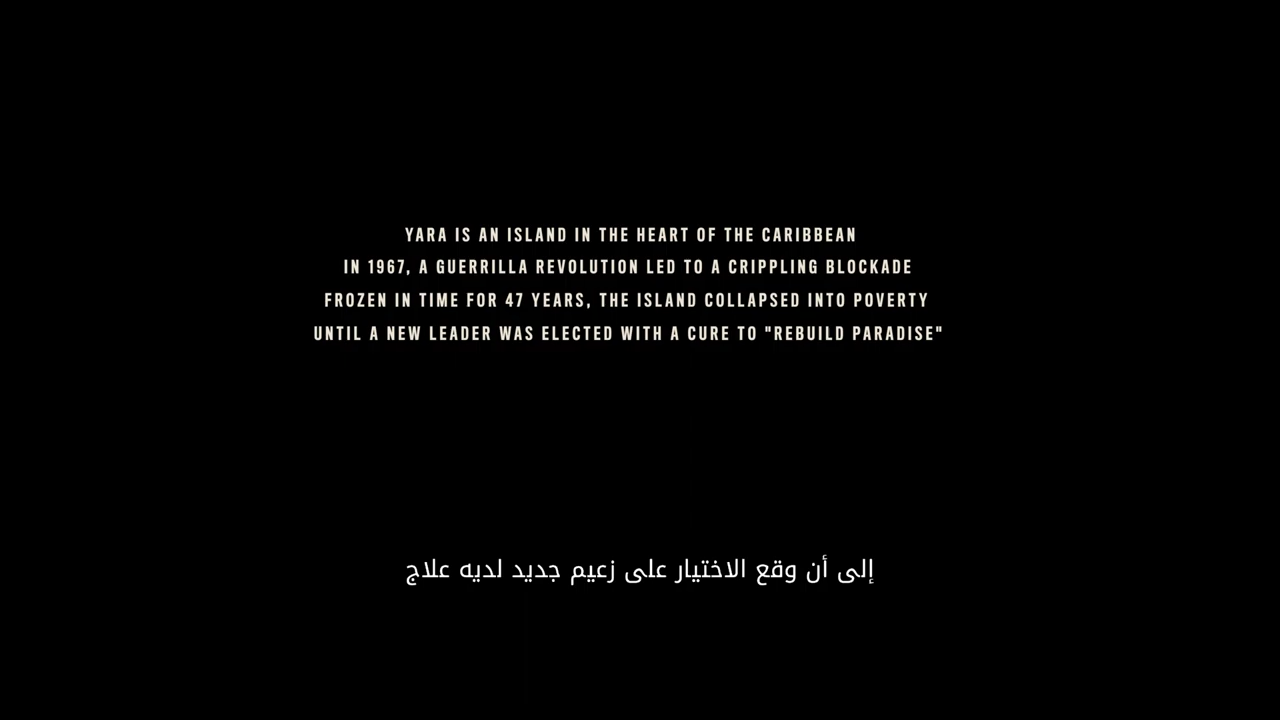 YARA IS AN ISLAND IN THE HEART OF THE CARIBBEAN
IN 1967, A GUERRILLA REVOLUTION LED TO A CRIPPLING BLOCKADE
FROZEN IN TIME FOR 47 YEARS, THE ISLAND COLLAPSED INTO POVERTY
UNTIL A NEW LEADER WAS ELECTED WITH A CURE TO "REBUILD PARADISE"
إلى أن وقع الاختيار على زعيم جديد لديه علاج